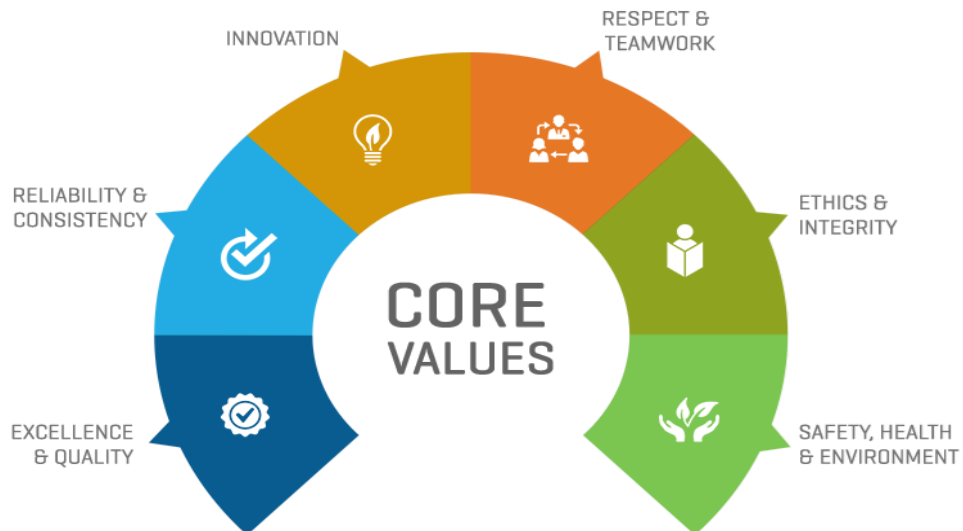 INNOVATION
RESPECT &
TEAMWORK
RELIABILITY &
CONSISTENCY
ETHICS &
INTEGRITY
CORE
VALUES
EXCELLENCE
& QUALITY
SAFETY, HEALTH
& ENVIRONMENT